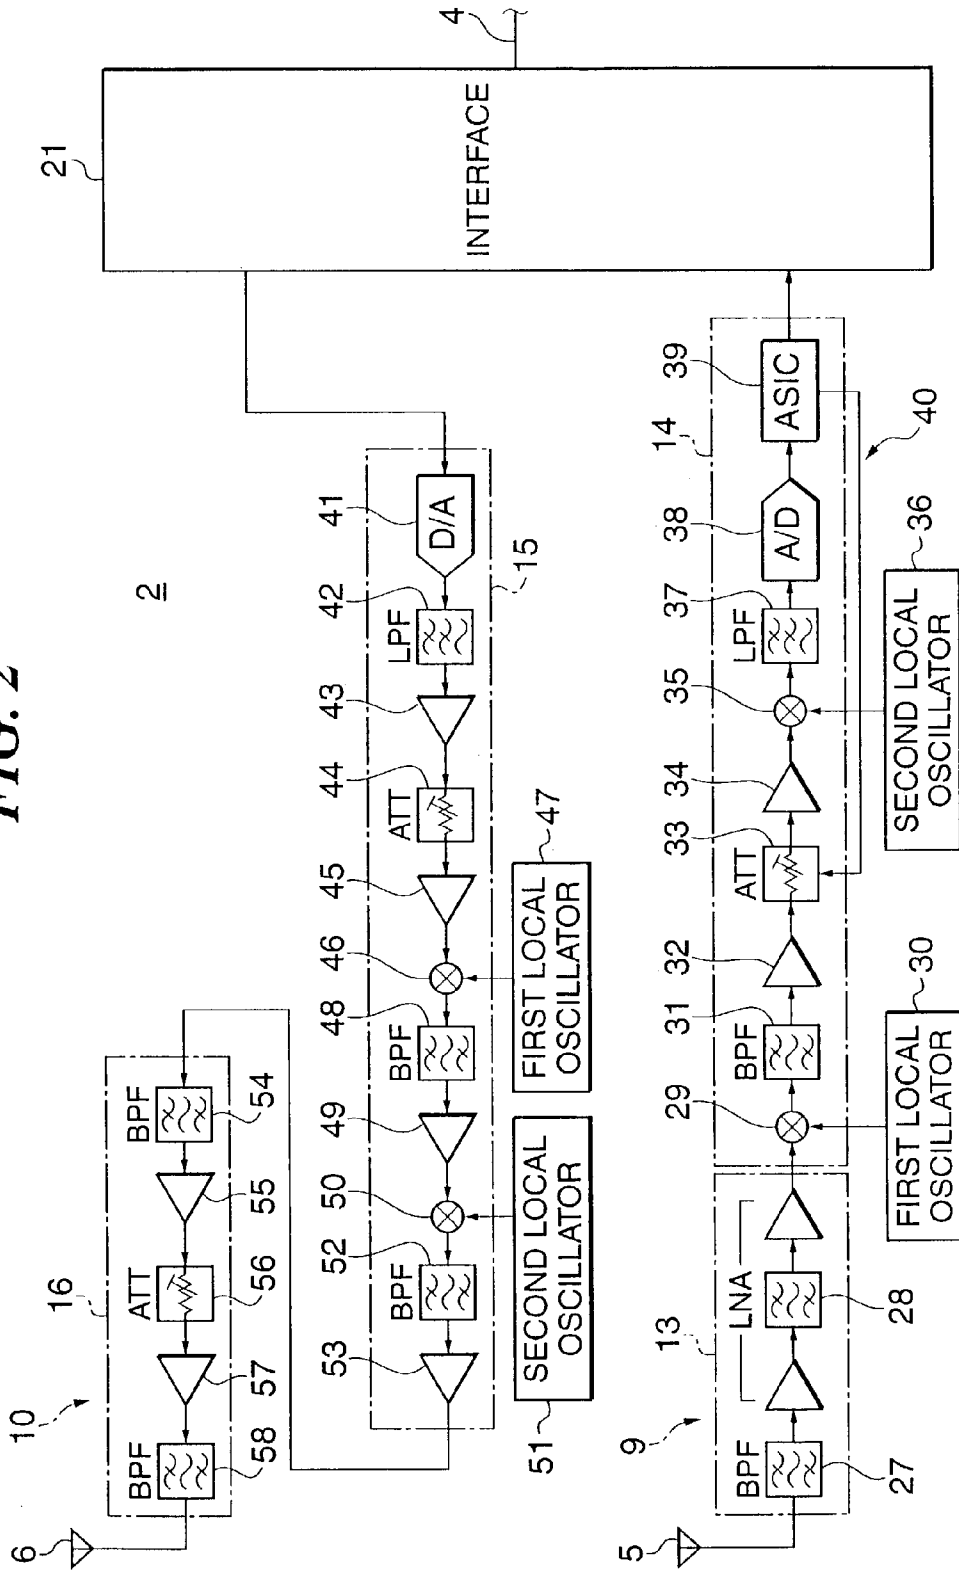 FIG. 2
2
6
10
16
BPF
58
57
ATT
56
55
BPF
54
53
BPF
52
50
49
BPF
48
46
45
ATT
44
43
LPF
42
41
D/A
15
51
SECOND LOCAL
OSCILLATOR
47
FIRST LOCAL
OSCILLATOR
21
INTERFACE
4
5
9
13
BPF
27
LNA
28
29
BPF
31
32
ATT
33
34
35
LPF
37
38
A/D
39
ASIC
14
40
30
FIRST LOCAL
OSCILLATOR
36
SECOND LOCAL
OSCILLATOR